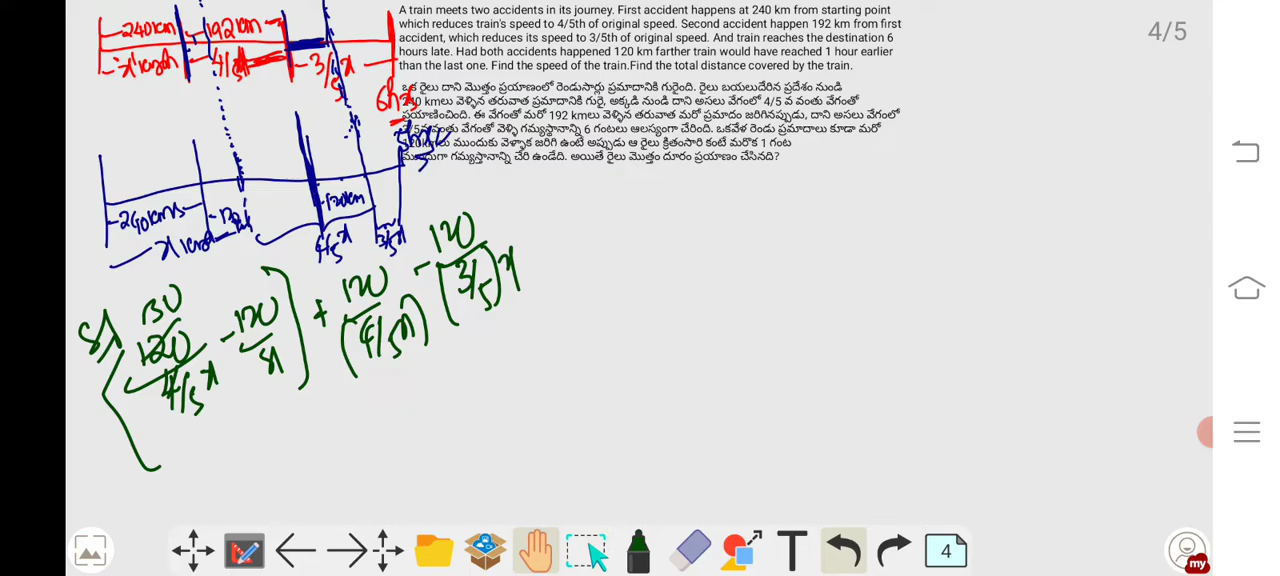 4/5
A train meets two accidents in its journey. First accident happens at 240 km from starting point
which reduces train's speed to 4/5th of original speed. Second accident happen 192 km from first
accident, which reduces its speed to 3/5th of original speed. And train reaches the destination 6
hours late. Had both accidents happened 120 km farther train would have reached 1 hour earlier
than the last one. Find the speed of the train.Find the total distance covered by the train.
ఒక రైలు దాని మొత్తం ప్రయాణంలో రెండుసార్లు ప్రమాదానికి గురైంది. రైలు బయలుదేరిన ప్రదేశం నుండి
240 kmలు వెళ్ళిన తరువాత ప్రమాదానికి గురై, అక్కడి నుండి దాని అసలు వేగంలో 4/5 వ వంతు వేగంతో
ప్రయాణించింది. ఈ వేగంతో మరో 192 kmలు వెళ్ళిన తరువాత మరో ప్రమాదం జరిగినప్పుడు, దాని అసలు వేగంలో
3/5వ వంతు వేగంతో వెళ్ళి గమ్యస్థానాన్ని 6 గంటలు ఆలస్యంగా చేరింది. ఒకవేళ రెండు ప్రమాదాలు కూడా మరో
120kmలు ముందుకు వెళ్ళాక జరిగి ఉంటే అప్పుడు ఆ రైలు క్రితంసారి కంటే మరొక 1 గంట
ముందుగా గమ్యస్థానాన్ని చేరి ఉండేది. అయితే రైలు మొత్తం దూరం ప్రయాణం చేసినది?
240km 192km
x 4/5x 3/5x
6hrs
240kms 120km
x 4/5x 3/5x
120 120 120 120
4/5x (4/5x) (3/5)x
4
my